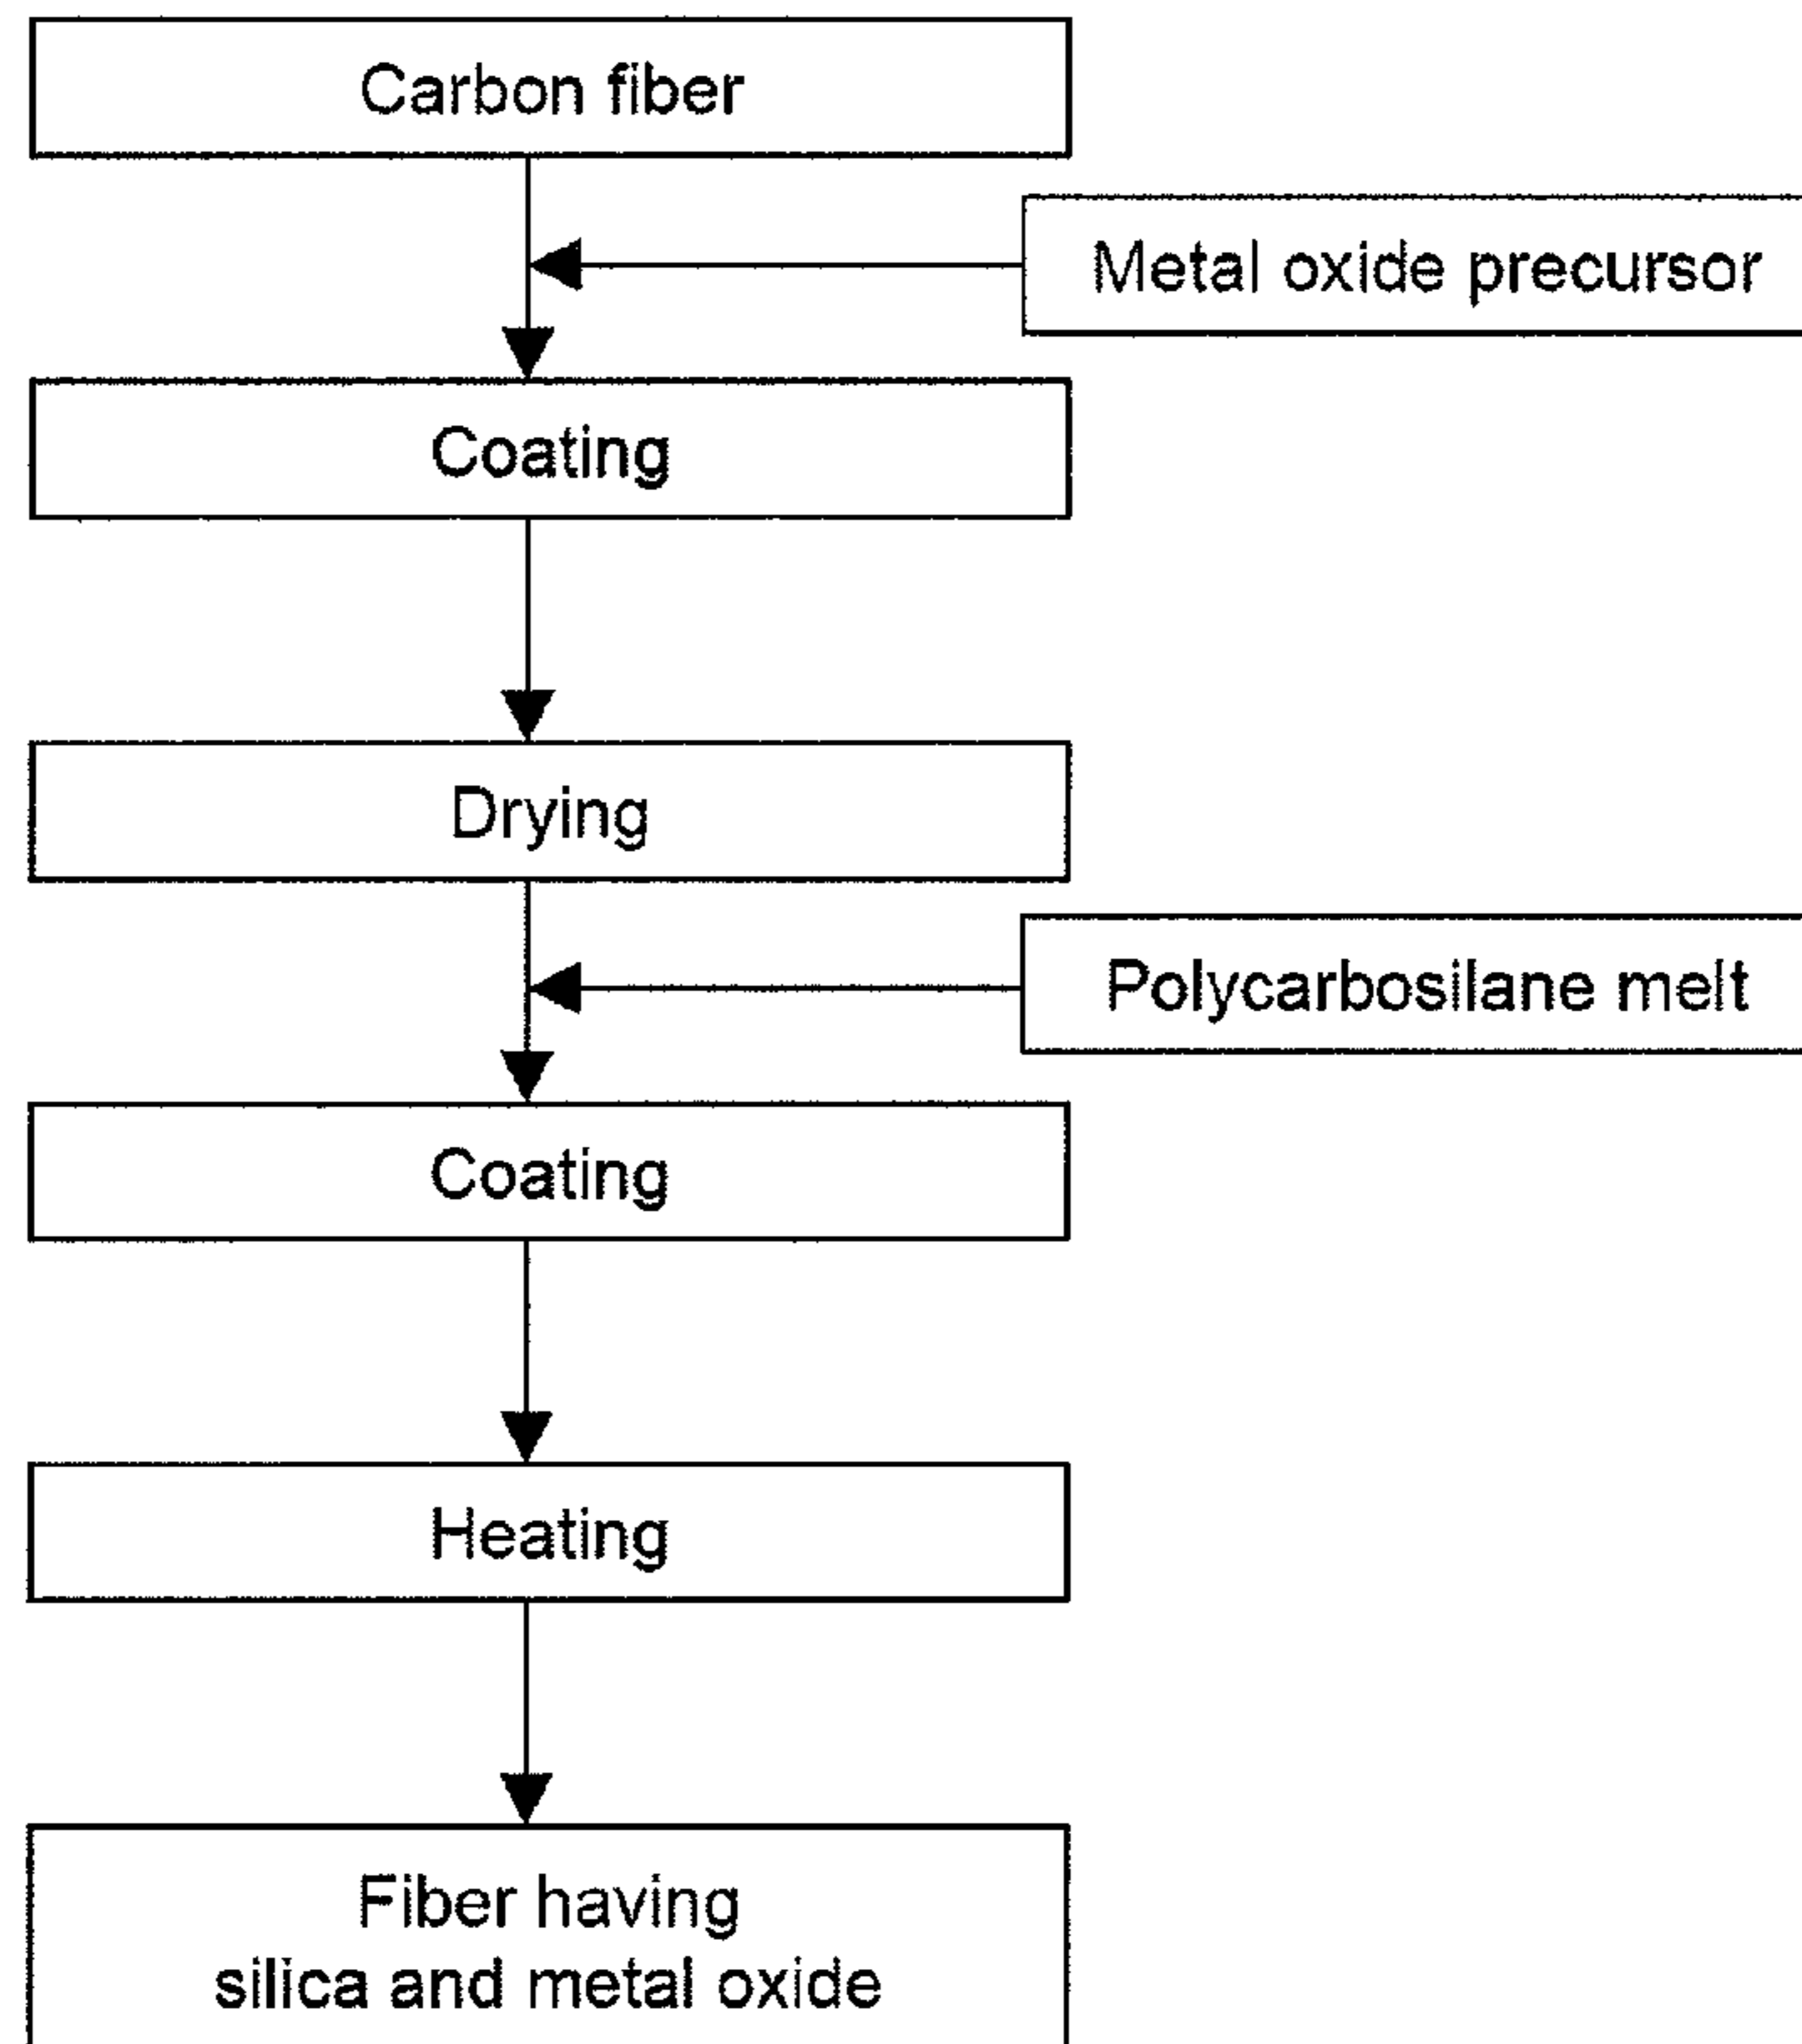 Carbon fiber
Metal oxide precursor
Coating
Drying
Polycarbosilane melt
Coating
Heating
Fiber having
silica and metal oxide